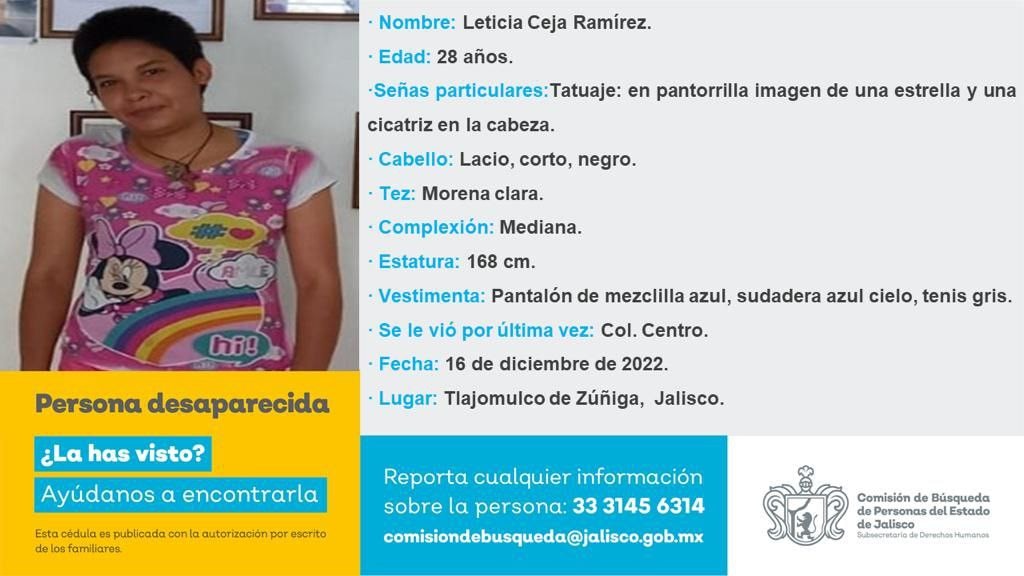 · Nombre: Leticia Ceja Ramírez.
· Edad: 28 años.
·Señas particulares:Tatuaje: en pantorrilla imagen de una estrella y una
cicatriz en la cabeza.
· Cabello: Lacio, corto, negro.
· Tez: Morena clara.
· Complexión: Mediana.
· Estatura: 168 cm.
· Vestimenta: Pantalón de mezclilla azul, sudadera azul cielo, tenis gris.
· Se le vió por última vez: Col. Centro.
· Fecha: 16 de diciembre de 2022.
· Lugar: Tlajomulco de Zúñiga, Jalisco.
#
hi!
Persona desaparecida
¿La has visto?
Ayúdanos a encontrarla
Esta cédula es publicada con la autorización por escrito
de los familiares.
Reporta cualquier información
sobre la persona: 33 3145 6314
comisiondebusqueda@jalisco.gob.mx
Comisión de Búsqueda
de Personas del Estado
de Jalisco
Subsecretaría de Derechos Humanos